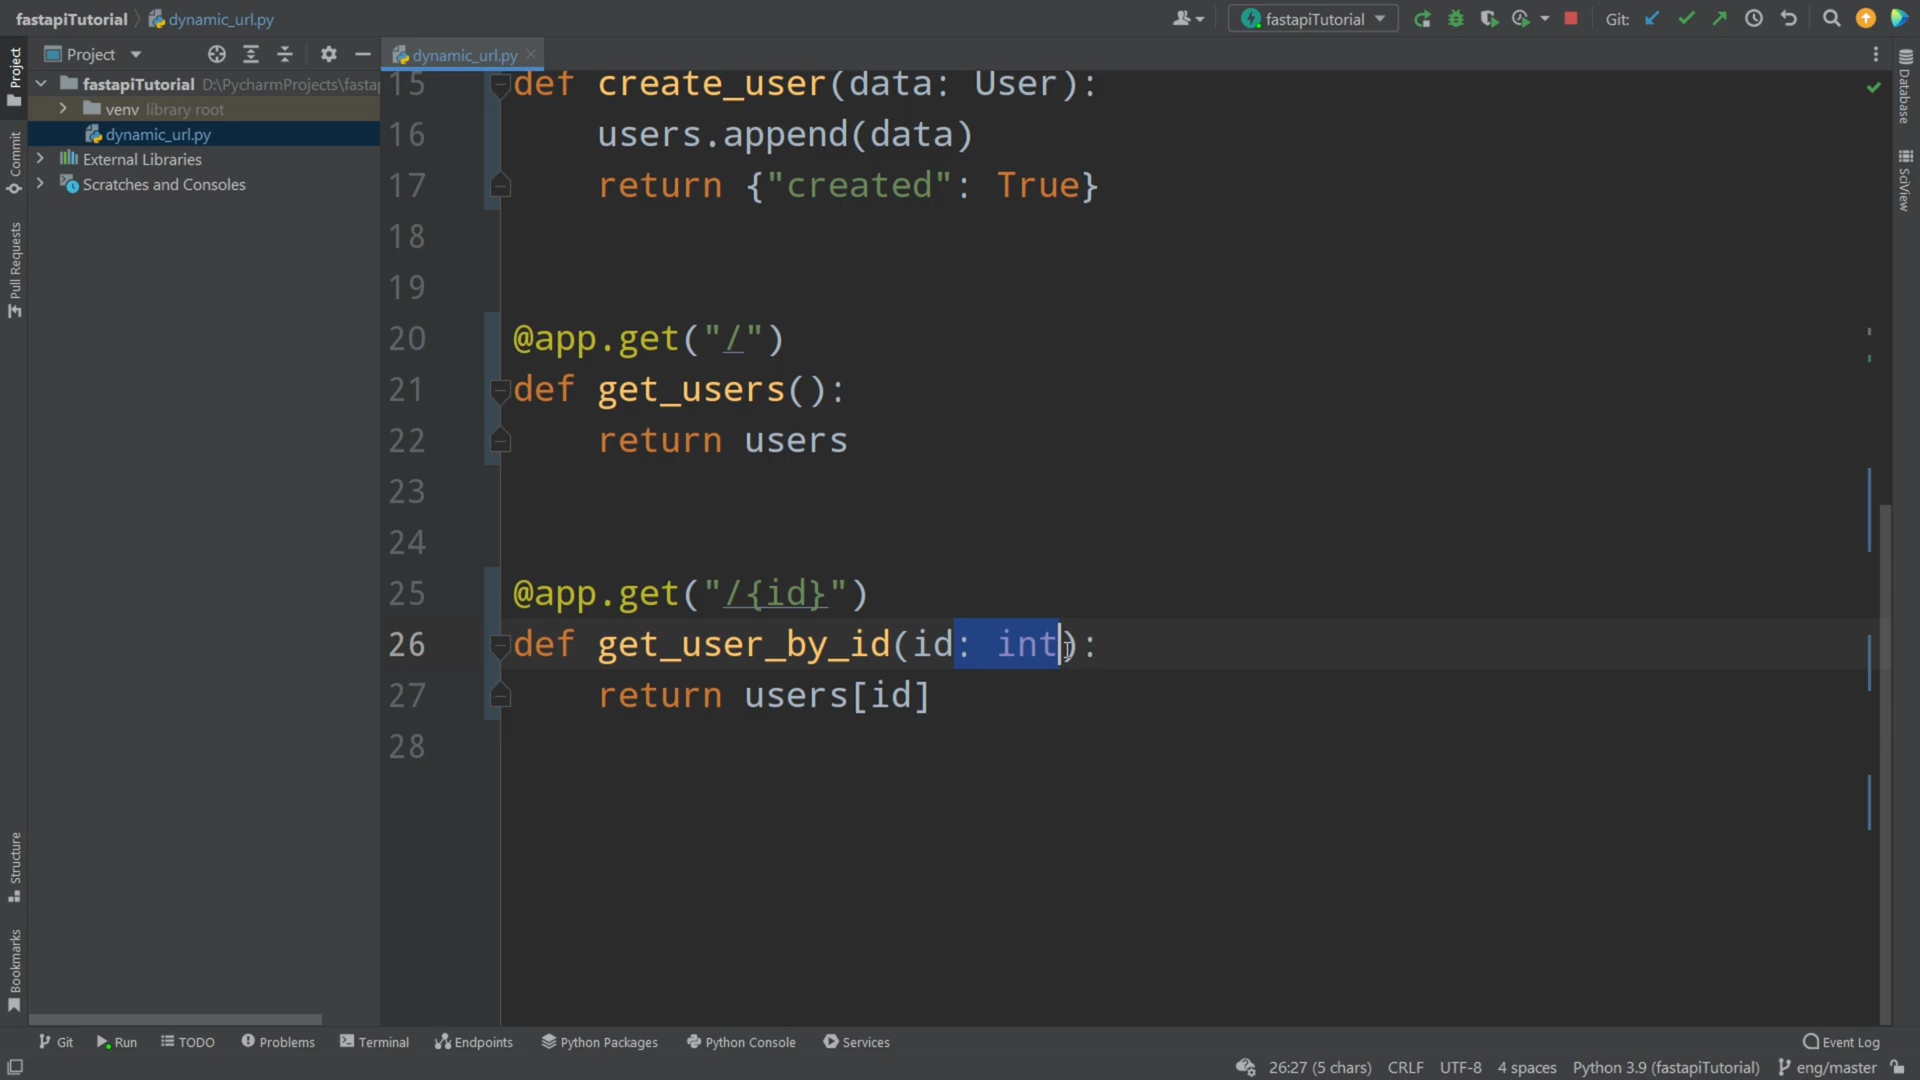 fastapiTutorial dynamic_url.py
fastapiTutorial
Git:
Project
dynamic_url.py
fastapiTutorial D:\PycharmProjects\fastap
venv library root
dynamic_url.py
External Libraries
Scratches and Consoles
Project
Commit
Pull Requests
Structure
Bookmarks
Database
SciView
15 def create_user(data: User):
16 users.append(data)
17 return {"created": True}
18
19
20 @app.get("/")
21 def get_users():
22 return users
23
24
25 @app.get("/{id}")
26 def get_user_by_id(id: int):
27 return users[id]
28
Git Run TODO Problems Terminal Endpoints Python Packages Python Console Services Event Log
26:27 (5 chars) CRLF UTF-8 4 spaces Python 3.9 (fastapiTutorial) eng/master